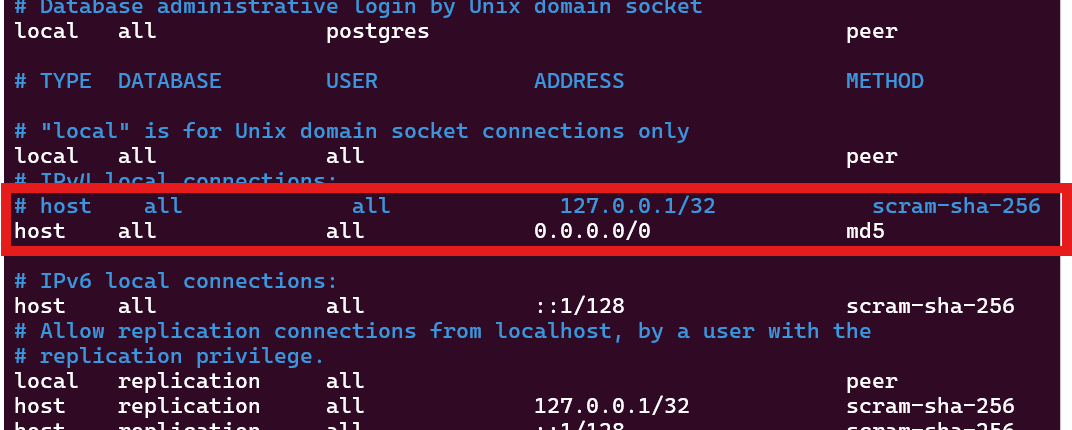 # Database administrative login by Unix domain socket
local   all             postgres                                peer

# TYPE  DATABASE        USER            ADDRESS                 METHOD

# "local" is for Unix domain socket connections only
local   all             all                                     peer
# IPv4 local connections:
# host    all             all             127.0.0.1/32            scram-sha-256
host    all             all             0.0.0.0/0               md5

# IPv6 local connections:
host    all             all             ::1/128                 scram-sha-256
# Allow replication connections from localhost, by a user with the
# replication privilege.
local   replication     all                                     peer
host    replication     all             127.0.0.1/32            scram-sha-256
host    replication     all             ::1/128                 scram-sha-256